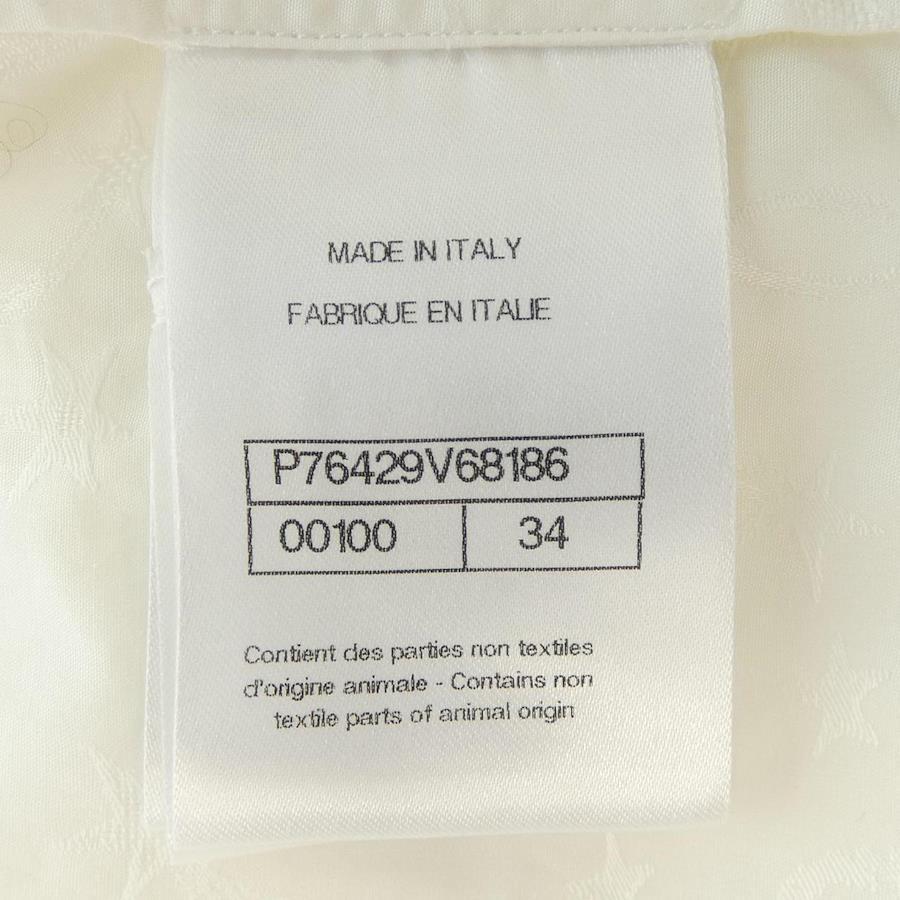 MADE IN ITALY
FABRIQUE EN ITALIE
P76429V68186
00100 34
Contient des parties non textiles
d'origine animale - Contains non
textile parts of animal origin